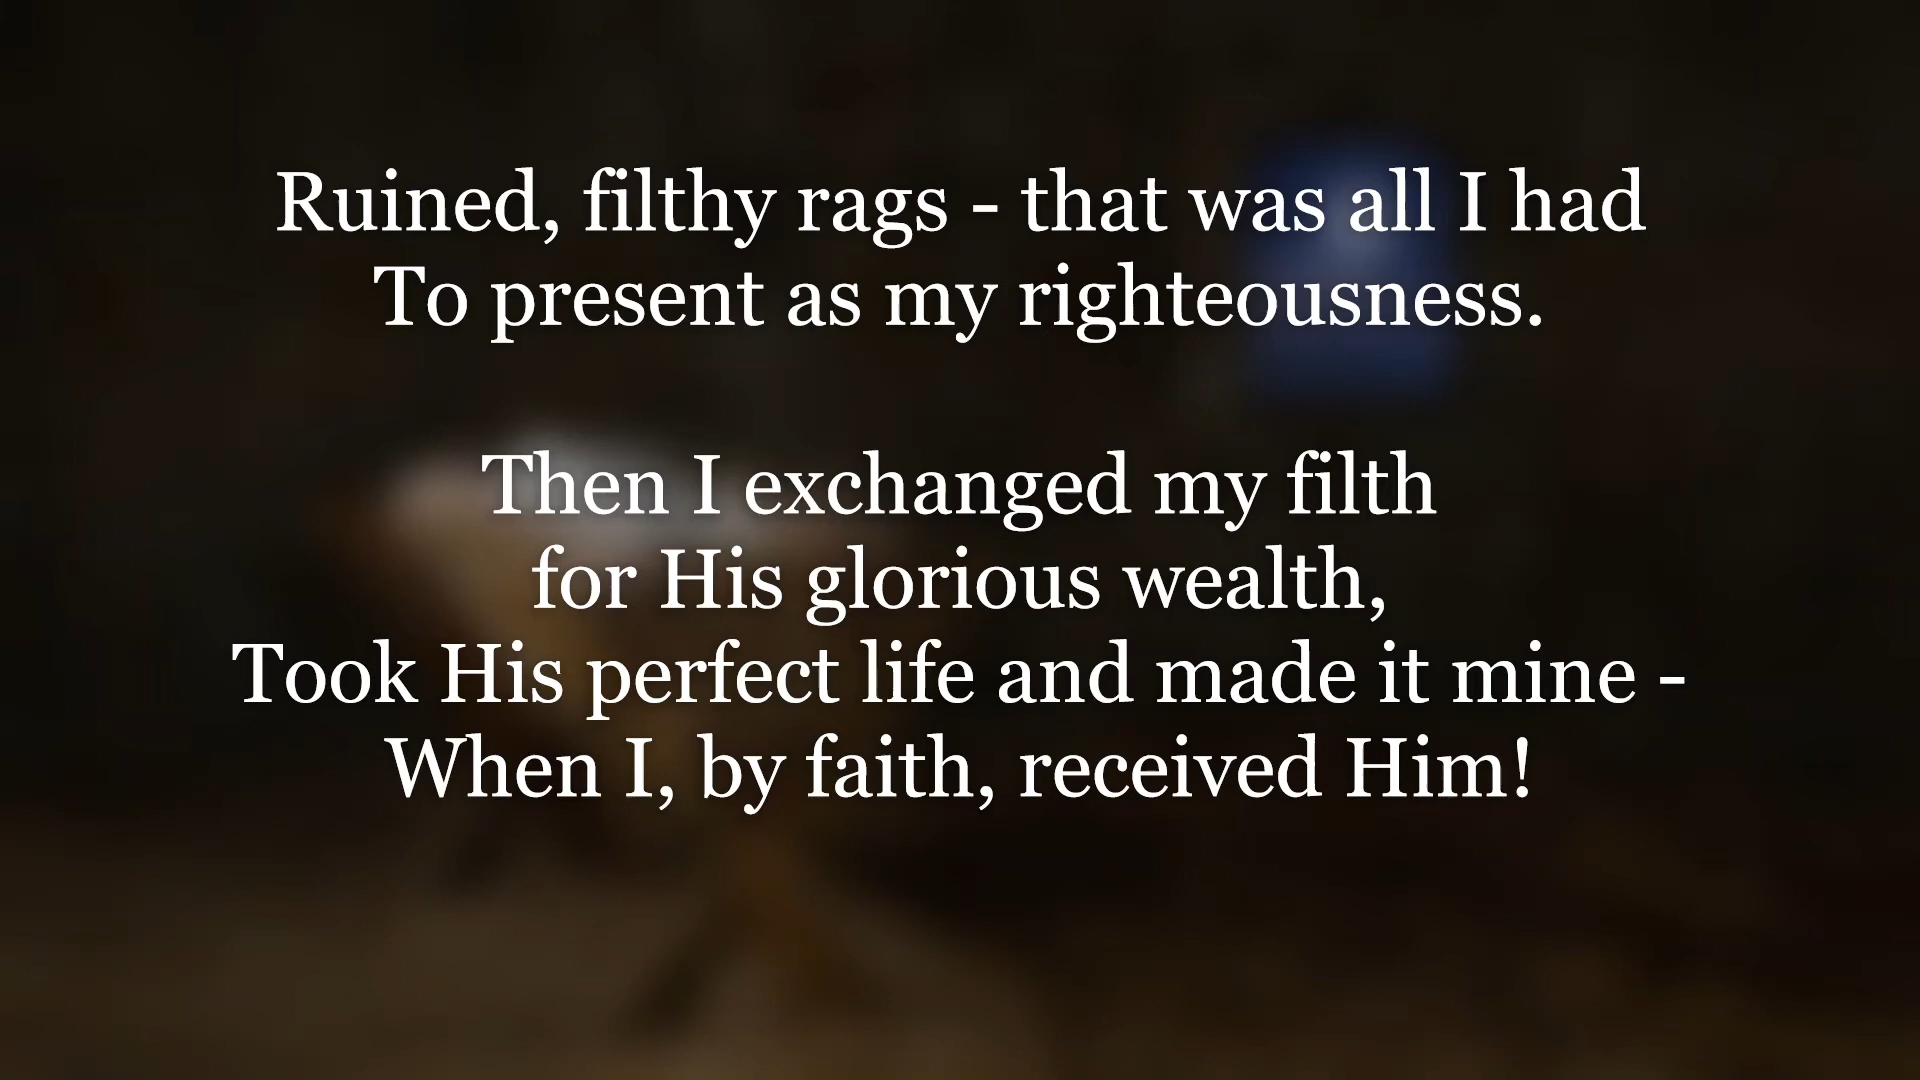 Ruined, filthy rags - that was all I had
To present as my righteousness.
Then I exchanged my filth
for His glorious wealth,
Took His perfect life and made it mine -
When I, by faith, received Him!